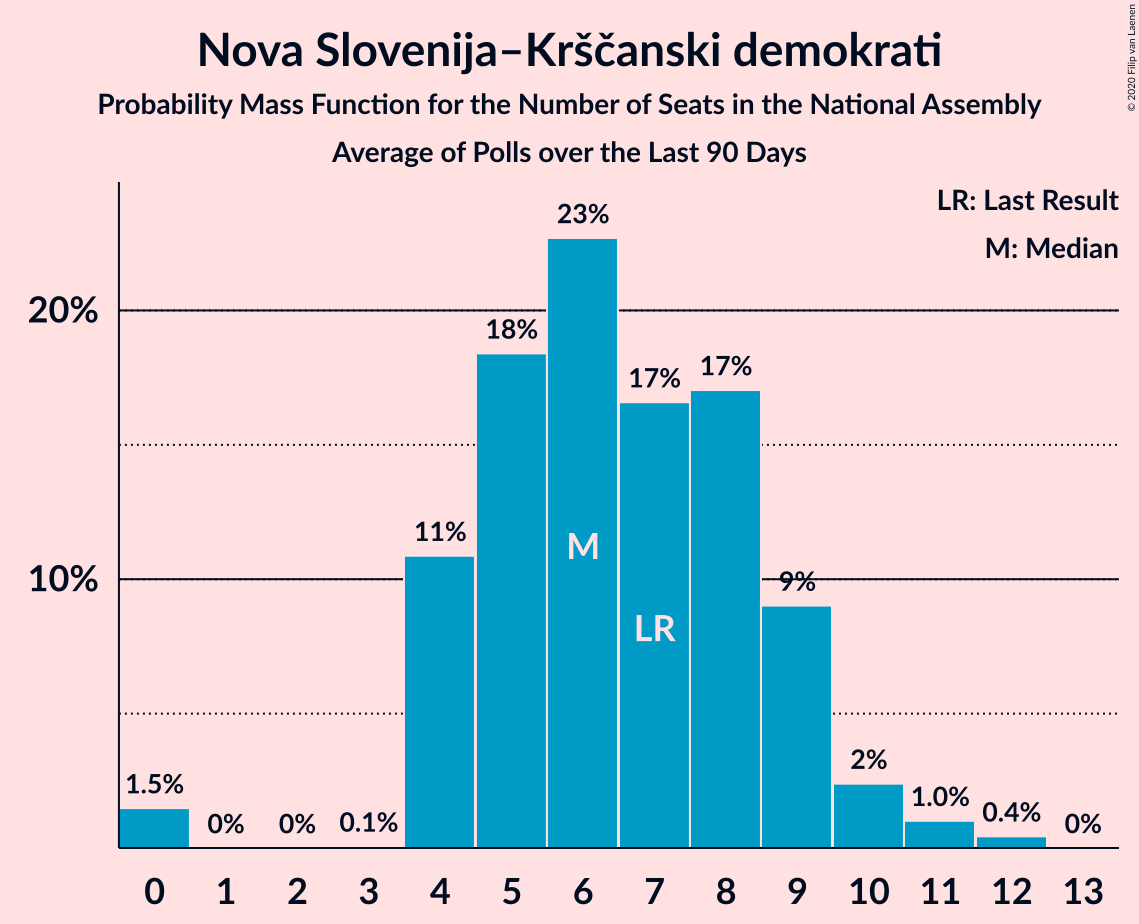 Nova Slovenija–Krščanski demokrati
Probability Mass Function for the Number of Seats in the National Assembly
Average of Polls over the Last 90 Days
© 2020 Filip van Laenen
LR: Last Result
M: Median
20%
10%
1.5%
0%
0%
0.1%
11%
18%
23%
17%
17%
9%
2%
1.0%
0.4%
0%
M
LR
0 1 2 3 4 5 6 7 8 9 10 11 12 13